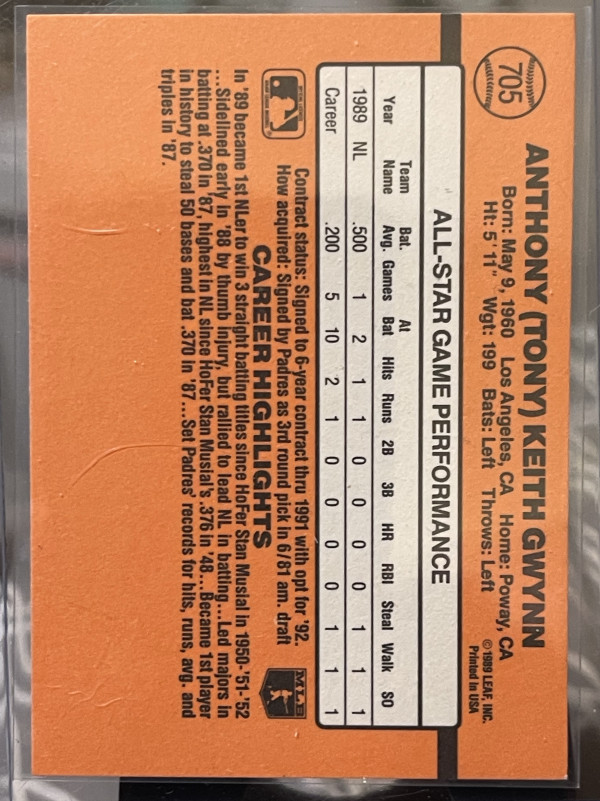 705
ANTHONY (TONY) KEITH GWYNN
Born: May 9, 1960 Los Angeles, CA Home: Poway, CA
Ht: 5' 11" Wgt: 199 Bats: Left Throws: Left
© 1989 LEAF, INC.
Printed in USA
ALL-STAR GAME PERFORMANCE
Year Team Name Bat. Avg. Games At Bat Hits Runs 2B 3B HR RBI Steal Walk SO
1989 NL .500 1 2 1 1 0 0 0 0 1 1 1
Career .200 5 10 2 1 0 0 0 0 1 1 1
Contract status: Signed to 6-year contract thru 1991 with opt for '92.
How acquired: Signed by Padres as 3rd round pick in 6/81 am. draft
MLB
CAREER HIGHLIGHTS
In '89 became 1st NLer to win 3 straight batting titles since HoFer Stan Musial in 1950-'51-'52
...Sidelined early in '88 by thumb injury, but rallied to lead NL in batting...Led majors in
batting at .370 in '87, highest in NL since HoFer Stan Musial's .376 in '48...Became 1st player
in history to steal 50 bases and bat .370 in '87...Set Padres' records for hits, runs, avg. and
triples in '87.